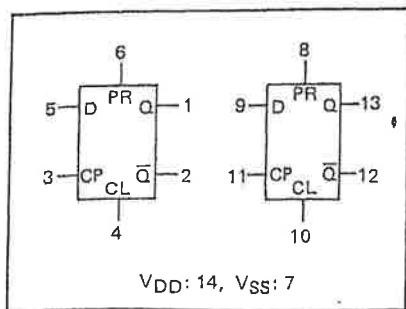 6 8
5 D PR Q 1 9 D PR Q 13
3 CP Q̅ 2 11 CP Q̅ 12
CL CL
4 10
VDD: 14, VSS: 7